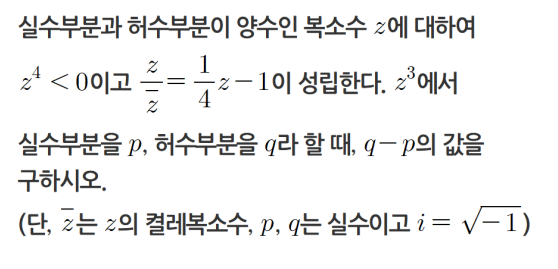 실수부분과 허수부분이 양수인 복소수 $z$에 대하여
$z^4 < 0$이고 $\frac{z}{\overline{z}} = \frac{1}{4}z - 1$이 성립한다. $z^3$에서
실수부분을 $p$, 허수부분을 $q$라 할 때, $q-p$의 값을
구하시오.
(단, $\overline{z}$는 $z$의 켤레복소수, $p$, $q$는 실수이고 $i = \sqrt{-1}$)